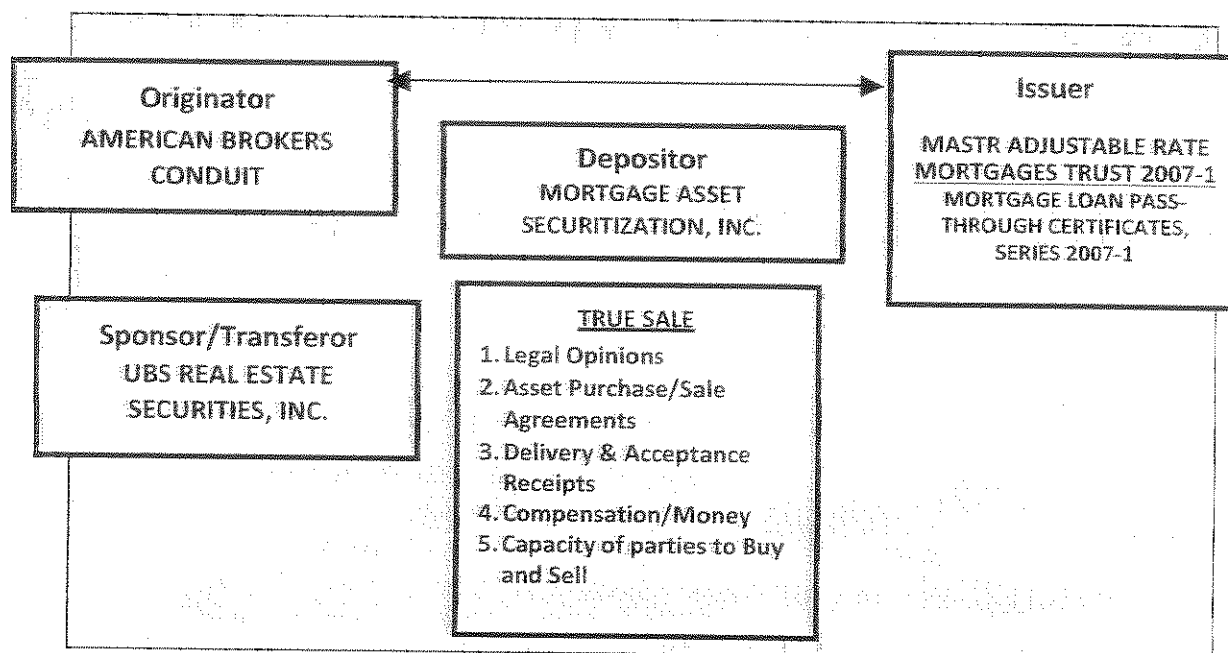 Originator
AMERICAN BROKERS
CONDUIT
Depositor
MORTGAGE ASSET
SECURITIZATION, INC.
Issuer
MASTR ADJUSTABLE RATE
MORTGAGES TRUST 2007-1
MORTGAGE LOAN PASS-
THROUGH CERTIFICATES,
SERIES 2007-1
Sponsor/Transferor
UBS REAL ESTATE
SECURITIES, INC.
TRUE SALE
1. Legal Opinions
2. Asset Purchase/Sale
Agreements
3. Delivery & Acceptance
Receipts
4. Compensation/Money
5. Capacity of parties to Buy
and Sell